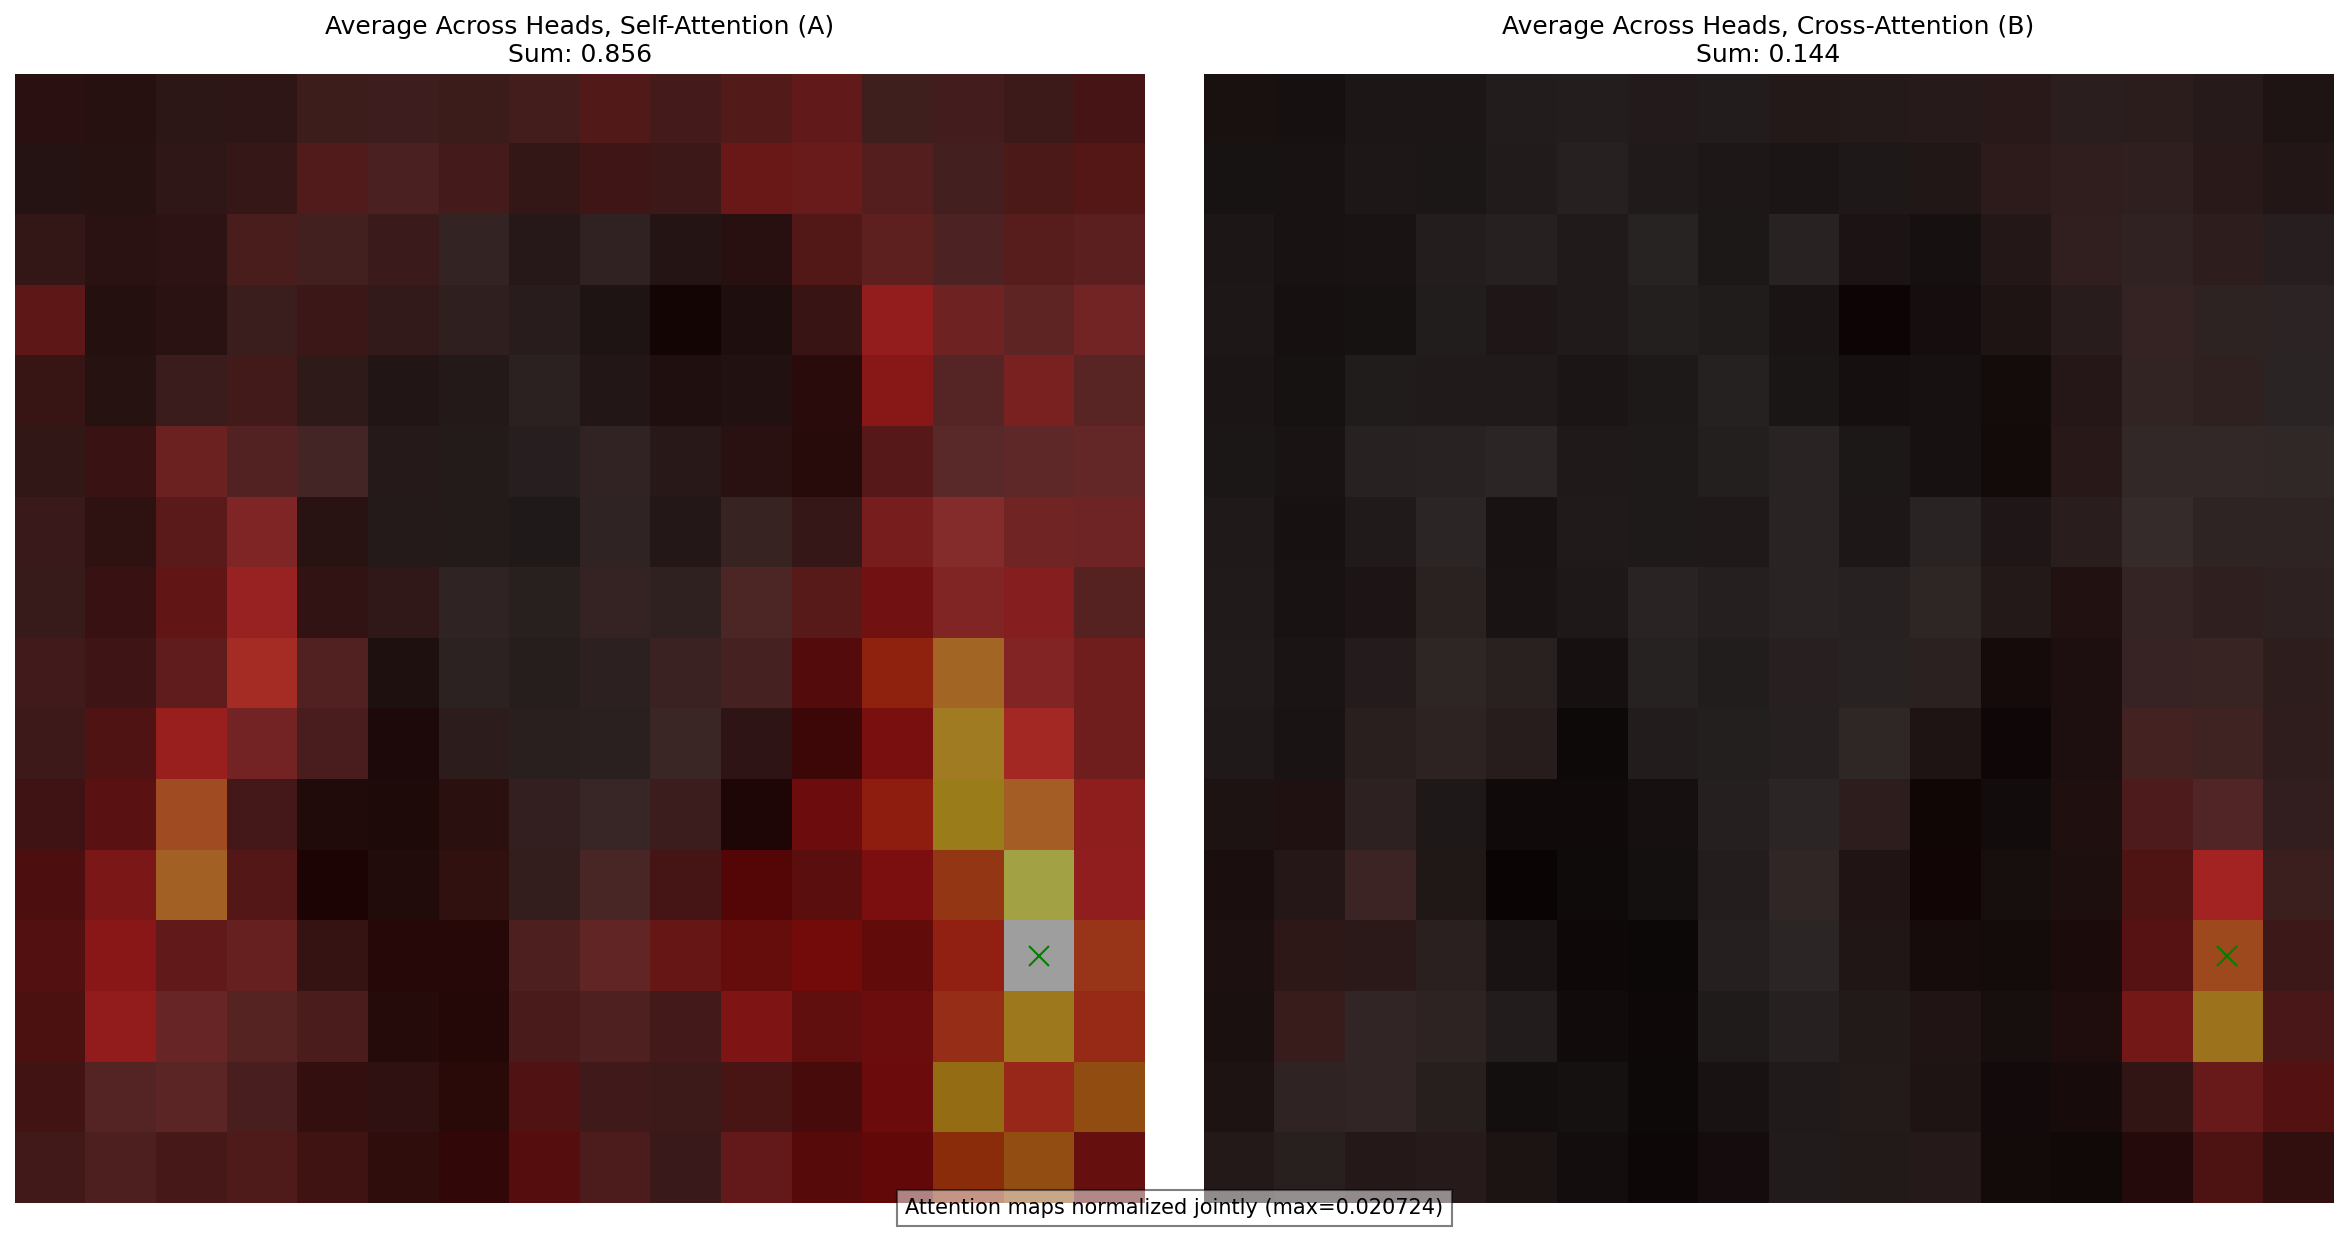 Average Across Heads, Self-Attention (A)
Sum: 0.856
Average Across Heads, Cross-Attention (B)
Sum: 0.144
Attention maps normalized jointly (max=0.020724)